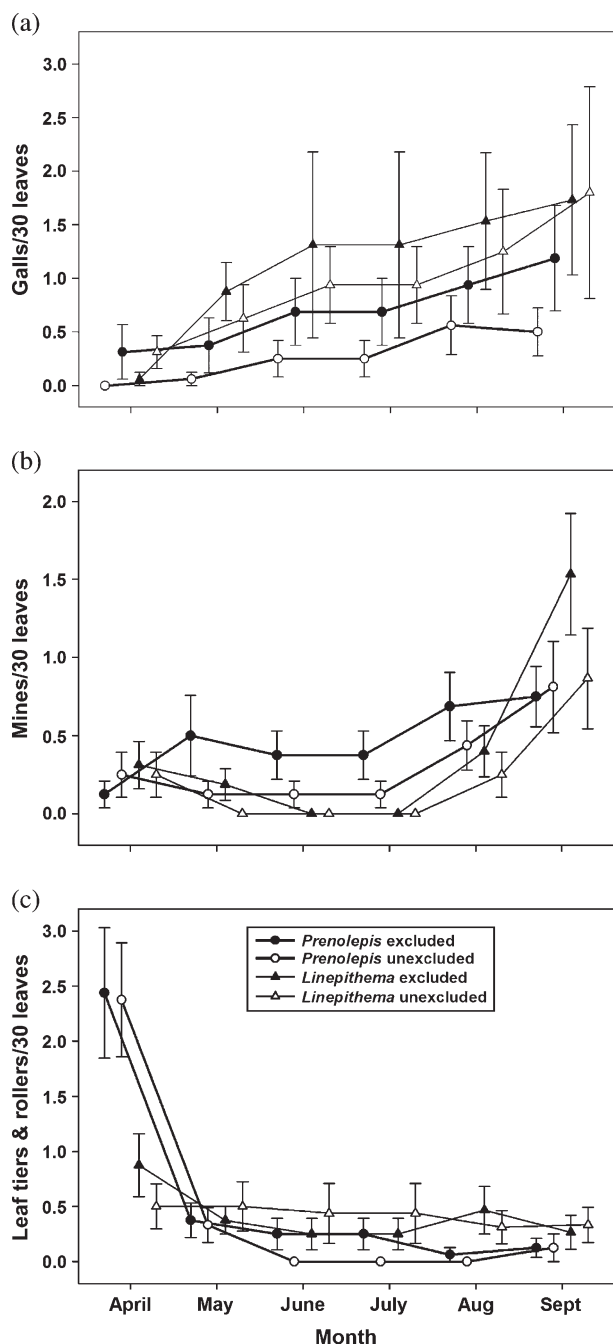 (a)
3.0
2.5
2.0
1.5
1.0
0.5
0.0
Galls/30 leaves
(b)
2.0
1.5
1.0
0.5
0.0
Mines/30 leaves
(c)
3.0
2.5
2.0
1.5
1.0
0.5
0.0
Leaf tiers & rollers/30 leaves
Prenolepis excluded
Prenolepis unexcluded
Linepithema excluded
Linepithema unexcluded
April May June July Aug Sept
Month